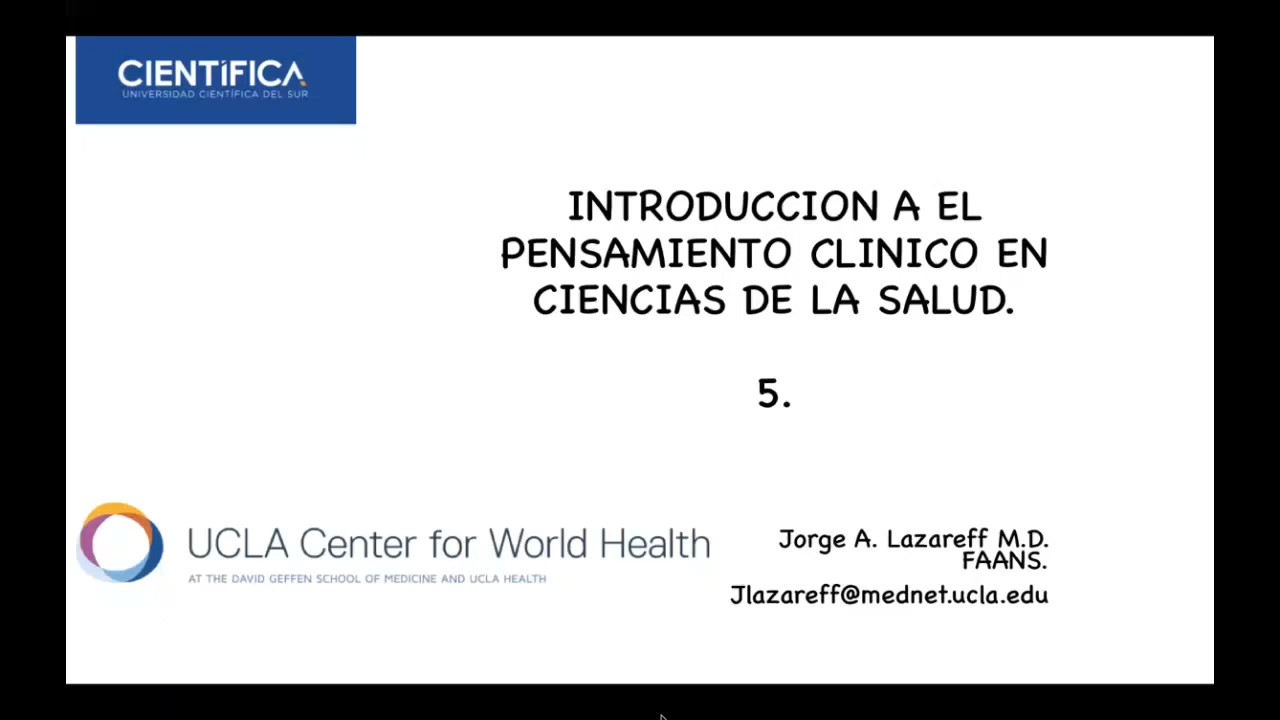 CIENTÍFICA
UNIVERSIDAD CIENTÍFICA DEL SUR
INTRODUCCION A EL
PENSAMIENTO CLINICO EN
CIENCIAS DE LA SALUD.
5.
UCLA Center for World Health
AT THE DAVID GEFFEN SCHOOL OF MEDICINE AND UCLA HEALTH
Jorge A. Lazareff M.D.
FAANS.
Jlazareff@mednet.ucla.edu